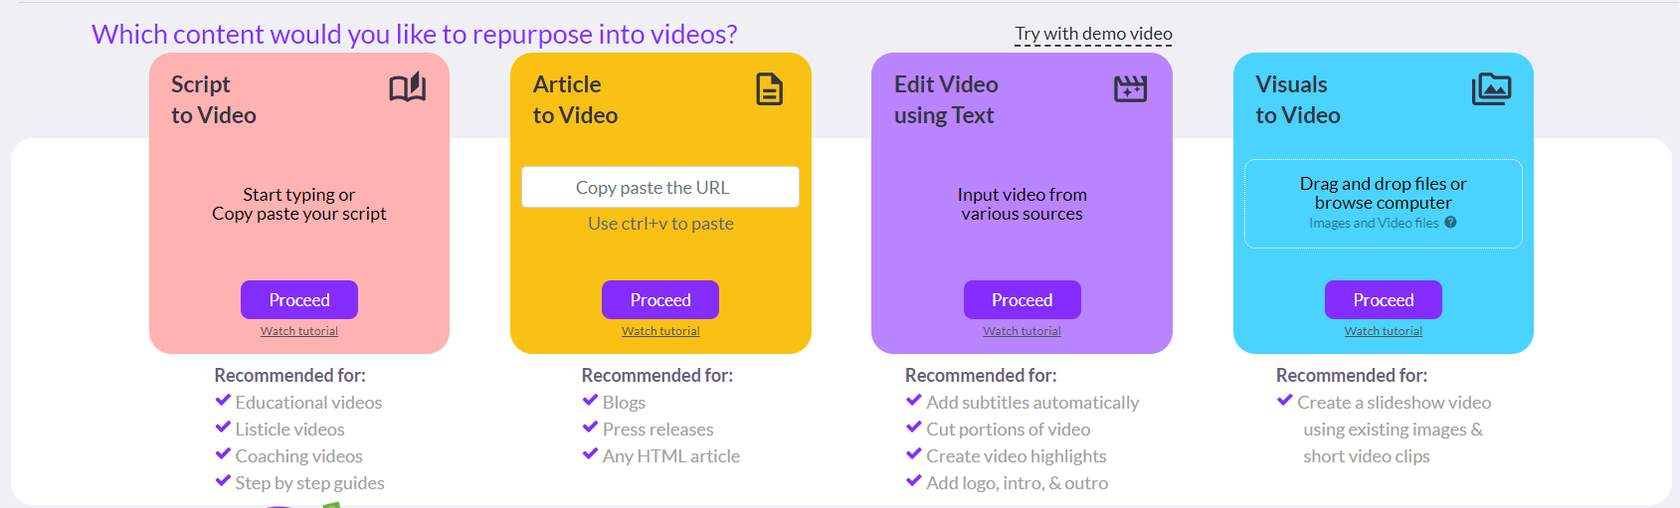 Which content would you like to repurpose into videos?
Try with demo video
Script
to Video
Start typing or
Copy paste your script
Proceed
Watch tutorial
Recommended for:
Educational videos
Listicle videos
Coaching videos
Step by step guides
Article
to Video
Copy paste the URL
Use ctrl+v to paste
Proceed
Watch tutorial
Recommended for:
Blogs
Press releases
Any HTML article
Edit Video
using Text
Input video from
various sources
Proceed
Watch tutorial
Recommended for:
Add subtitles automatically
Cut portions of video
Create video highlights
Add logo, intro, & outro
Visuals
to Video
Drag and drop files or
browse computer
Images and Video files ?
Proceed
Watch tutorial
Recommended for:
Create a slideshow video
using existing images &
short video clips